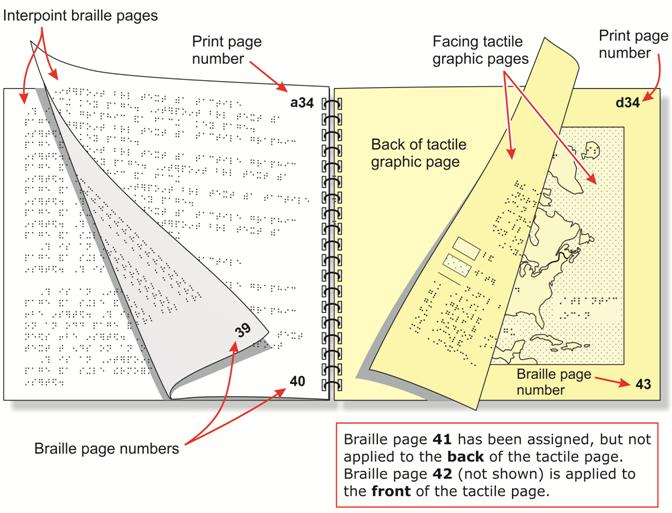 Interpoint braille pages
Print page
number
a34
Facing tactile
graphic pages
Print page
number
d34
Back of tactile
graphic page
39
40
Braille page numbers
Braille page
number
43
Braille page 41 has been assigned, but not
applied to the back of the tactile page.
Braille page 42 (not shown) is applied to
the front of the tactile page.